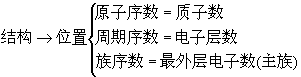 原子序数 = 质子数
结构 → 位置 周期序数 = 电子层数
族序数 = 最外层电子数(主族)